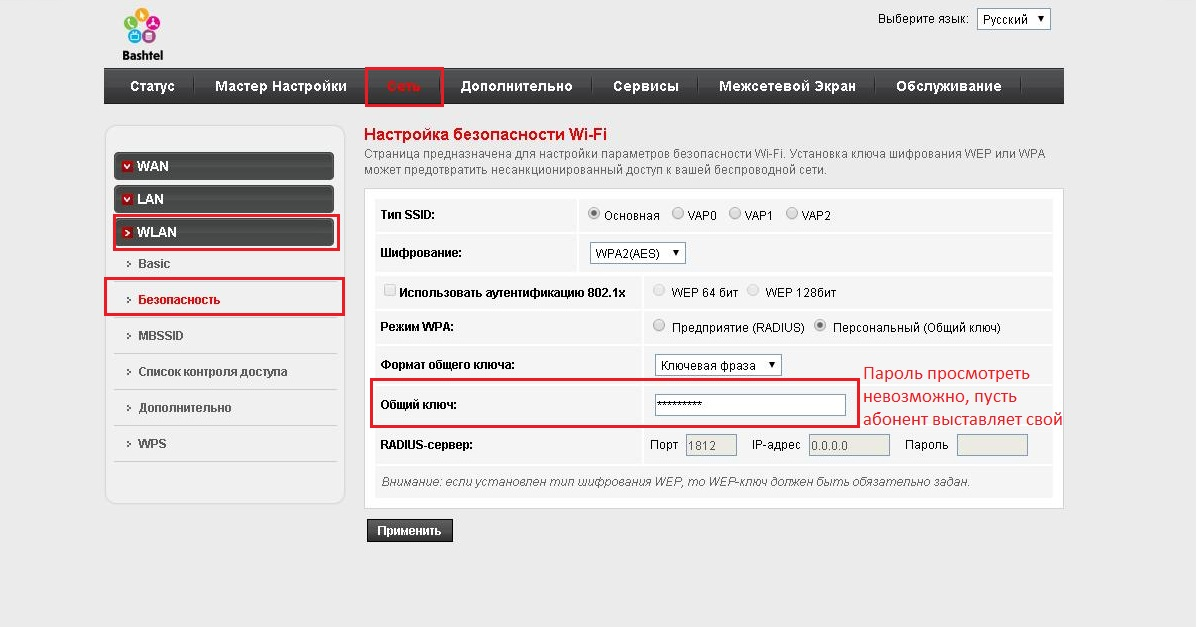 Bashtel
Выберите язык: Русский
Статус Мастер Настройки Сеть Дополнительно Сервисы Межсетевой Экран Обслуживание
WAN
LAN
WLAN
Basic
Безопасность
MBSSID
Список контроля доступа
Дополнительно
WPS
Настройка безопасности Wi-Fi
Страница предназначена для настройки параметров безопасности Wi-Fi. Установка ключа шифрования WEP или WPA
может предотвратить несанкционированный доступ к вашей беспроводной сети.
Тип SSID: Основная VAP0 VAP1 VAP2
Шифрование: WPA2(AES)
Использовать аутентификацию 802.1x WEP 64 бит WEP 128бит
Режим WPA: Предприятие (RADIUS) Персональный (Общий ключ)
Формат общего ключа: Ключевая фраза
Общий ключ: *********
Пароль просмотреть
невозможно, пусть
абонент выставляет свой
RADIUS-сервер: Порт 1812 IP-адрес 0.0.0.0 Пароль
Внимание: если установлен тип шифрования WEP, то WEP-ключ должен быть обязательно задан.
Применить